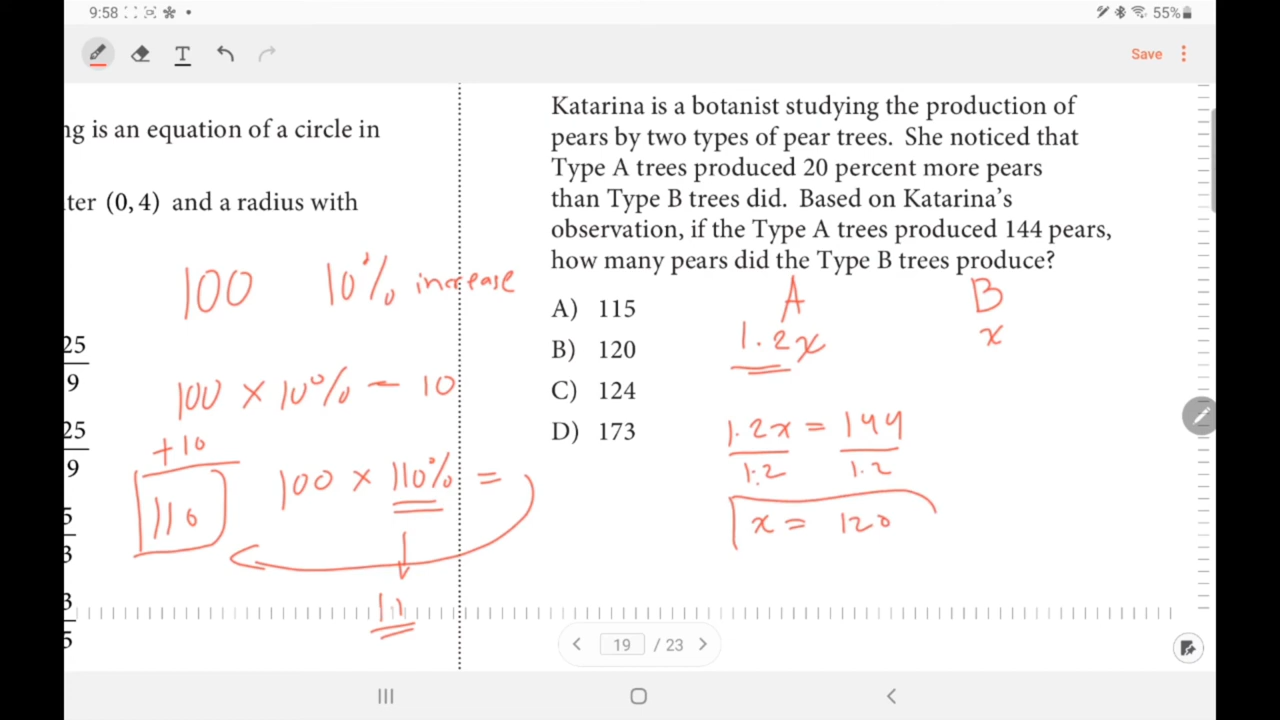 9:58
55%
T
Save
ng is an equation of a circle in
ter (0, 4) and a radius with
100 10% increase
25
9
100 × 10% – 10
25
9
+10
110
100 × 110% =
5
3
1.1
3
5
Katarina is a botanist studying the production of
pears by two types of pear trees. She noticed that
Type A trees produced 20 percent more pears
than Type B trees did. Based on Katarina's
observation, if the Type A trees produced 144 pears,
how many pears did the Type B trees produce?
A) 115
B) 120
C) 124
D) 173
A B
1.2x x
1.2x = 144
1.2 1.2
x = 120
19 / 23